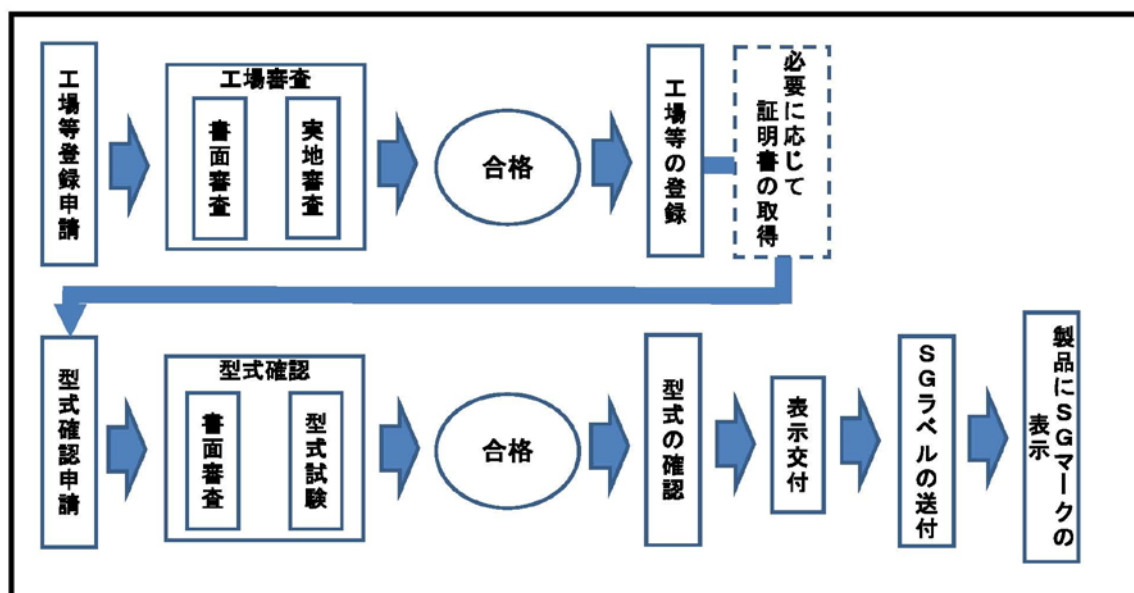 工場等登録申請
工場審査
書面審査
実地審査
合格
工場等の登録
必要に応じて
証明書の取得
型式確認申請
型式確認
書面審査
型式試験
合格
型式の確認
表示交付
SGラベルの送付
製品にSGマークの
表示